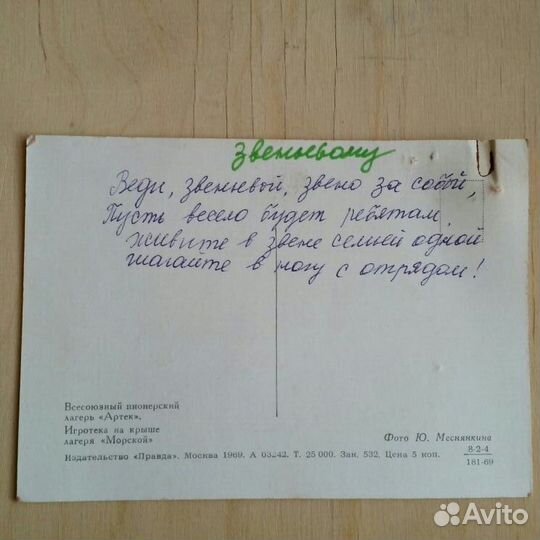 звеньевому
Веди, звеньевой, звено за собой,
Пусть весело будет ребятам,
живите в звене семьёй одной
шагайте в ногу с отрядом!
Всесоюзный пионерский
лагерь «Артек».
Игротека на крыше
лагеря «Морской»
Фото Ю. Меснянкина
Издательство «Правда». Москва 1969. А 03242. Т. 25 000. Зак. 532. Цена 5 коп.
8-2-4
181-69
Avito